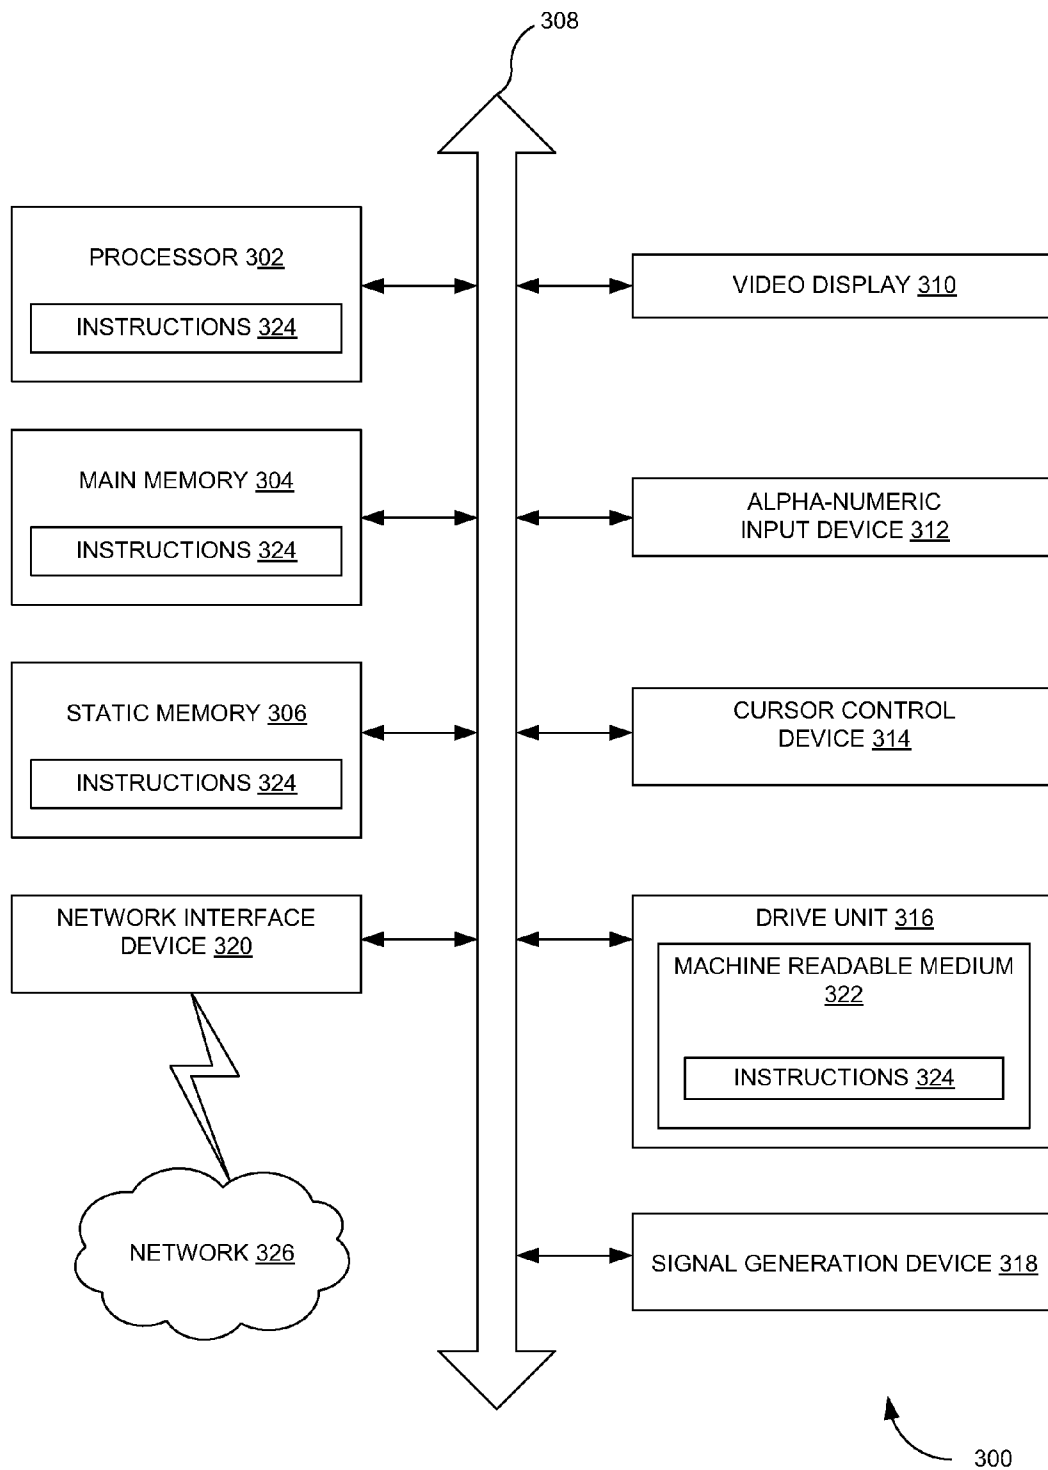 308
PROCESSOR 302
INSTRUCTIONS 324
MAIN MEMORY 304
INSTRUCTIONS 324
STATIC MEMORY 306
INSTRUCTIONS 324
NETWORK INTERFACE
DEVICE 320
NETWORK 326
VIDEO DISPLAY 310
ALPHA-NUMERIC
INPUT DEVICE 312
CURSOR CONTROL
DEVICE 314
DRIVE UNIT 316
MACHINE READABLE MEDIUM
322
INSTRUCTIONS 324
SIGNAL GENERATION DEVICE 318
300